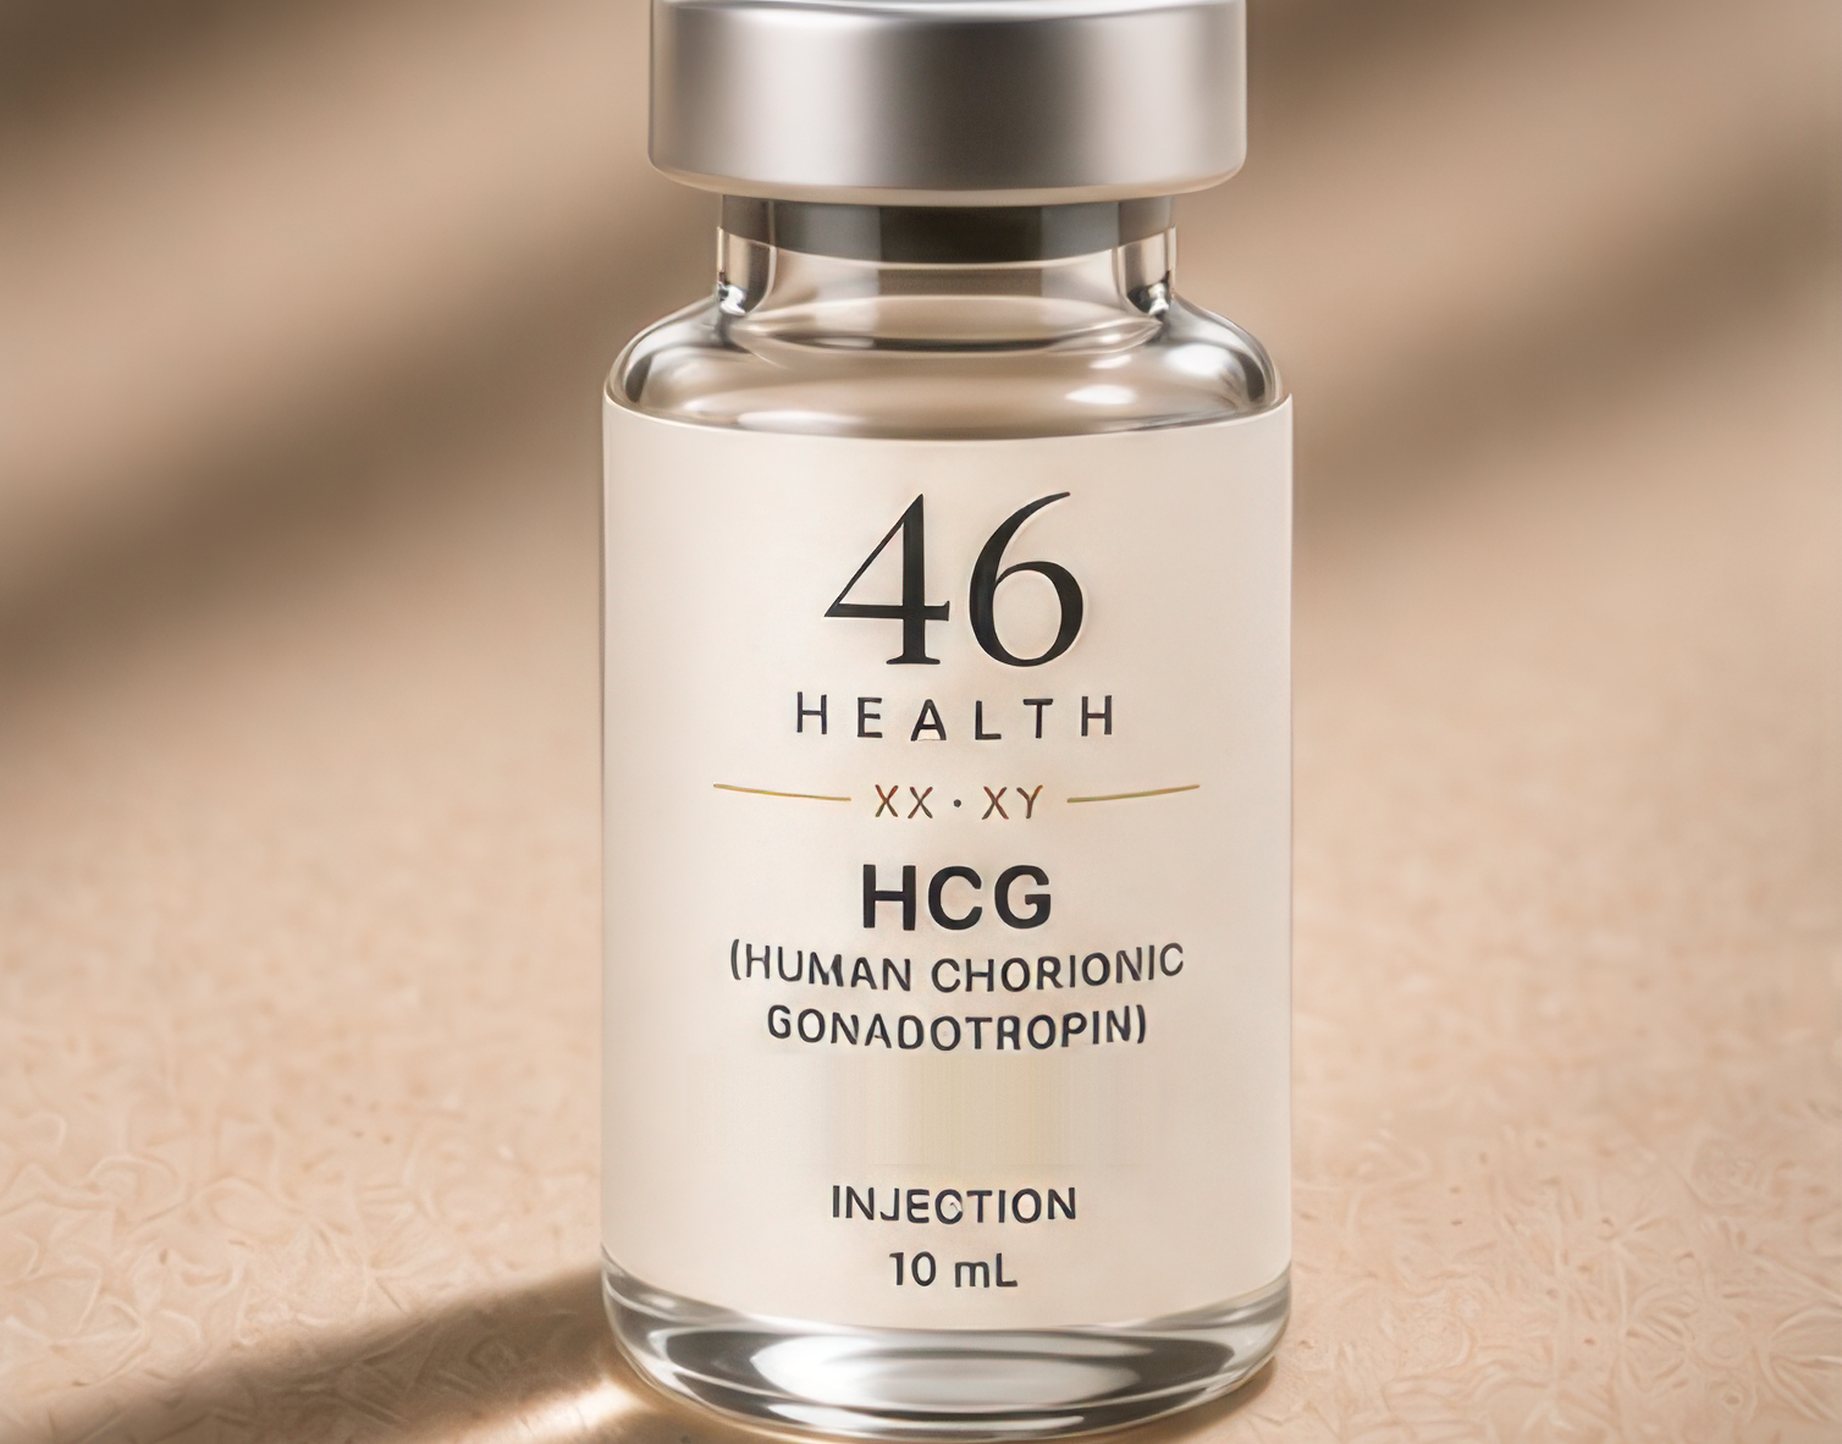 46
HEALTH
XX · XY
HCG
(HUMAN CHORIONIC
GONADOTROPIN)
INJECTION
10 mL